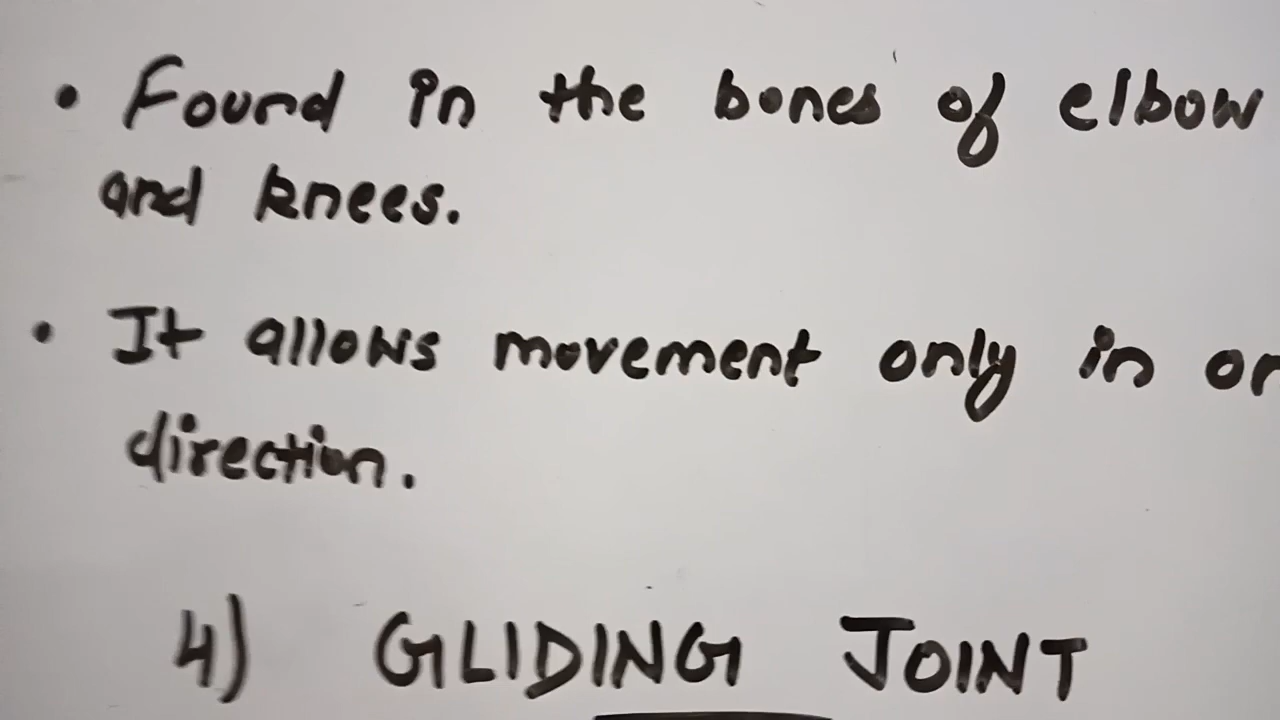 • Found in the bones of elbow
and knees.
• It allows movement only in
direction.
4) GLIDING JOINT